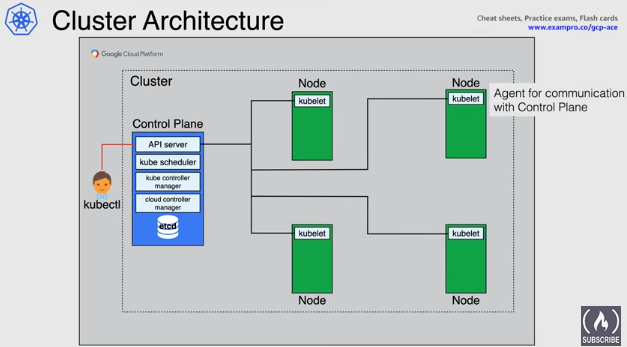 Cluster Architecture
Cheat sheets, Practice exams, Flash cards
www.exampro.co/gcp-ace
Google Cloud Platform
Cluster
Node
Node
kubelet
kubelet
Agent for communication
with Control Plane
Control Plane
API server
kube scheduler
kube controller
manager
cloud controller
manager
etcd
kubectl
kubelet
kubelet
Node
Node
SUBSCRIBE